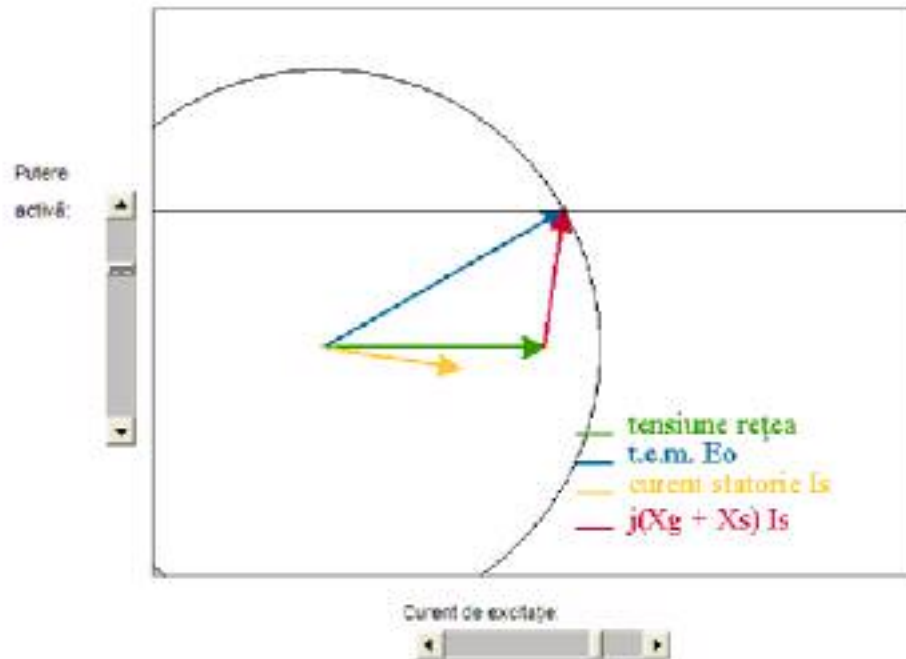 Putere
activă:
tensiune rețea
t.e.m. Eo
curent statoric Is
j(Xg + Xs) Is
Curent de excitație: